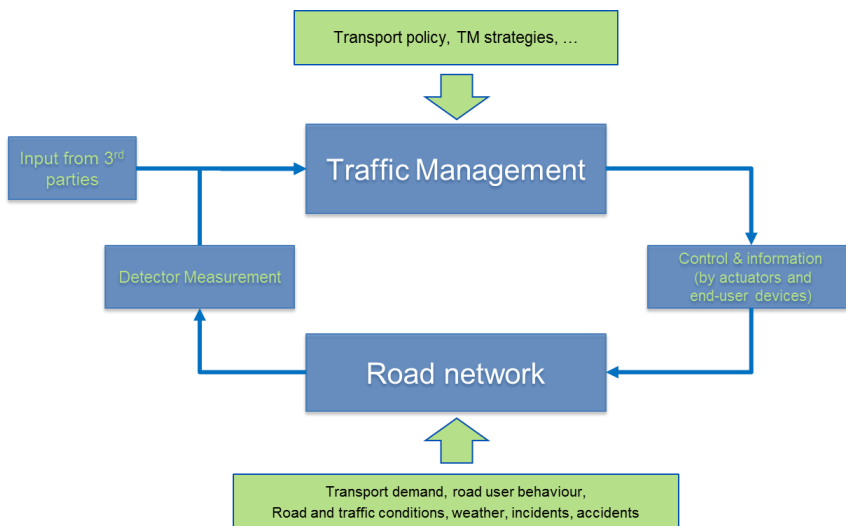 Transport policy, TM strategies, …
Input from 3rd
parties
Traffic Management
Detector Measurement
Control & information
(by actuators and
end-user devices)
Road network
Transport demand, road user behaviour,
Road and traffic conditions, weather, incidents, accidents